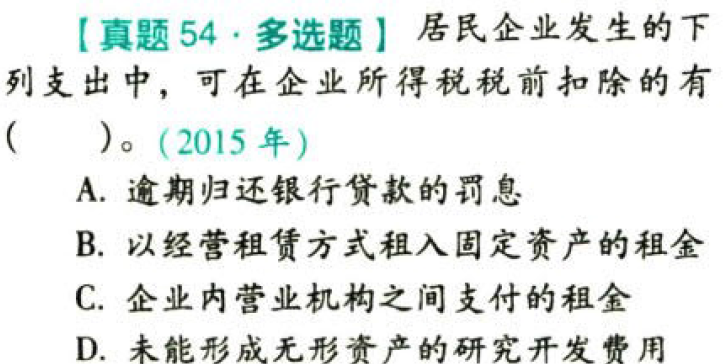 【真题54·多选题】 居民企业发生的下
列支出中，可在企业所得税税前扣除的有
(  )。(2015 年)
A. 逾期归还银行贷款的罚息
B. 以经营租赁方式租入固定资产的租金
C. 企业内营业机构之间支付的租金
D. 未能形成无形资产的研究开发费用